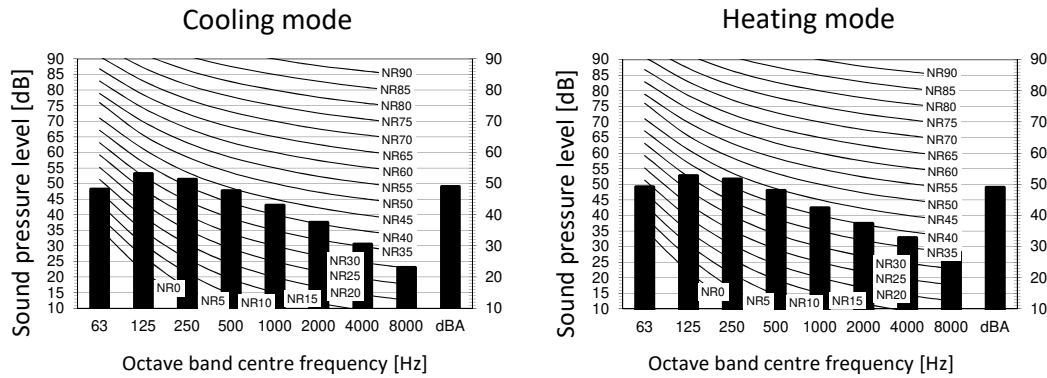 Cooling mode
Sound pressure level [dB]
90
85
80
75
70
65
60
55
50
45
40
35
30
25
20
15
10
90
80
70
60
50
40
30
20
10
NR90
NR85
NR80
NR75
NR70
NR65
NR60
NR55
NR50
NR45
NR40
NR35
NR30
NR25
NR20
NR0
NR5
NR10
NR15
63 125 250 500 1000 2000 4000 8000 dBA
Octave band centre frequency [Hz]
Heating mode
Sound pressure level [dB]
90
85
80
75
70
65
60
55
50
45
40
35
30
25
20
15
10
90
80
70
60
50
40
30
20
10
NR90
NR85
NR80
NR75
NR70
NR65
NR60
NR55
NR50
NR45
NR40
NR35
NR30
NR25
NR20
NR0
NR5
NR10
NR15
63 125 250 500 1000 2000 4000 8000 dBA
Octave band centre frequency [Hz]